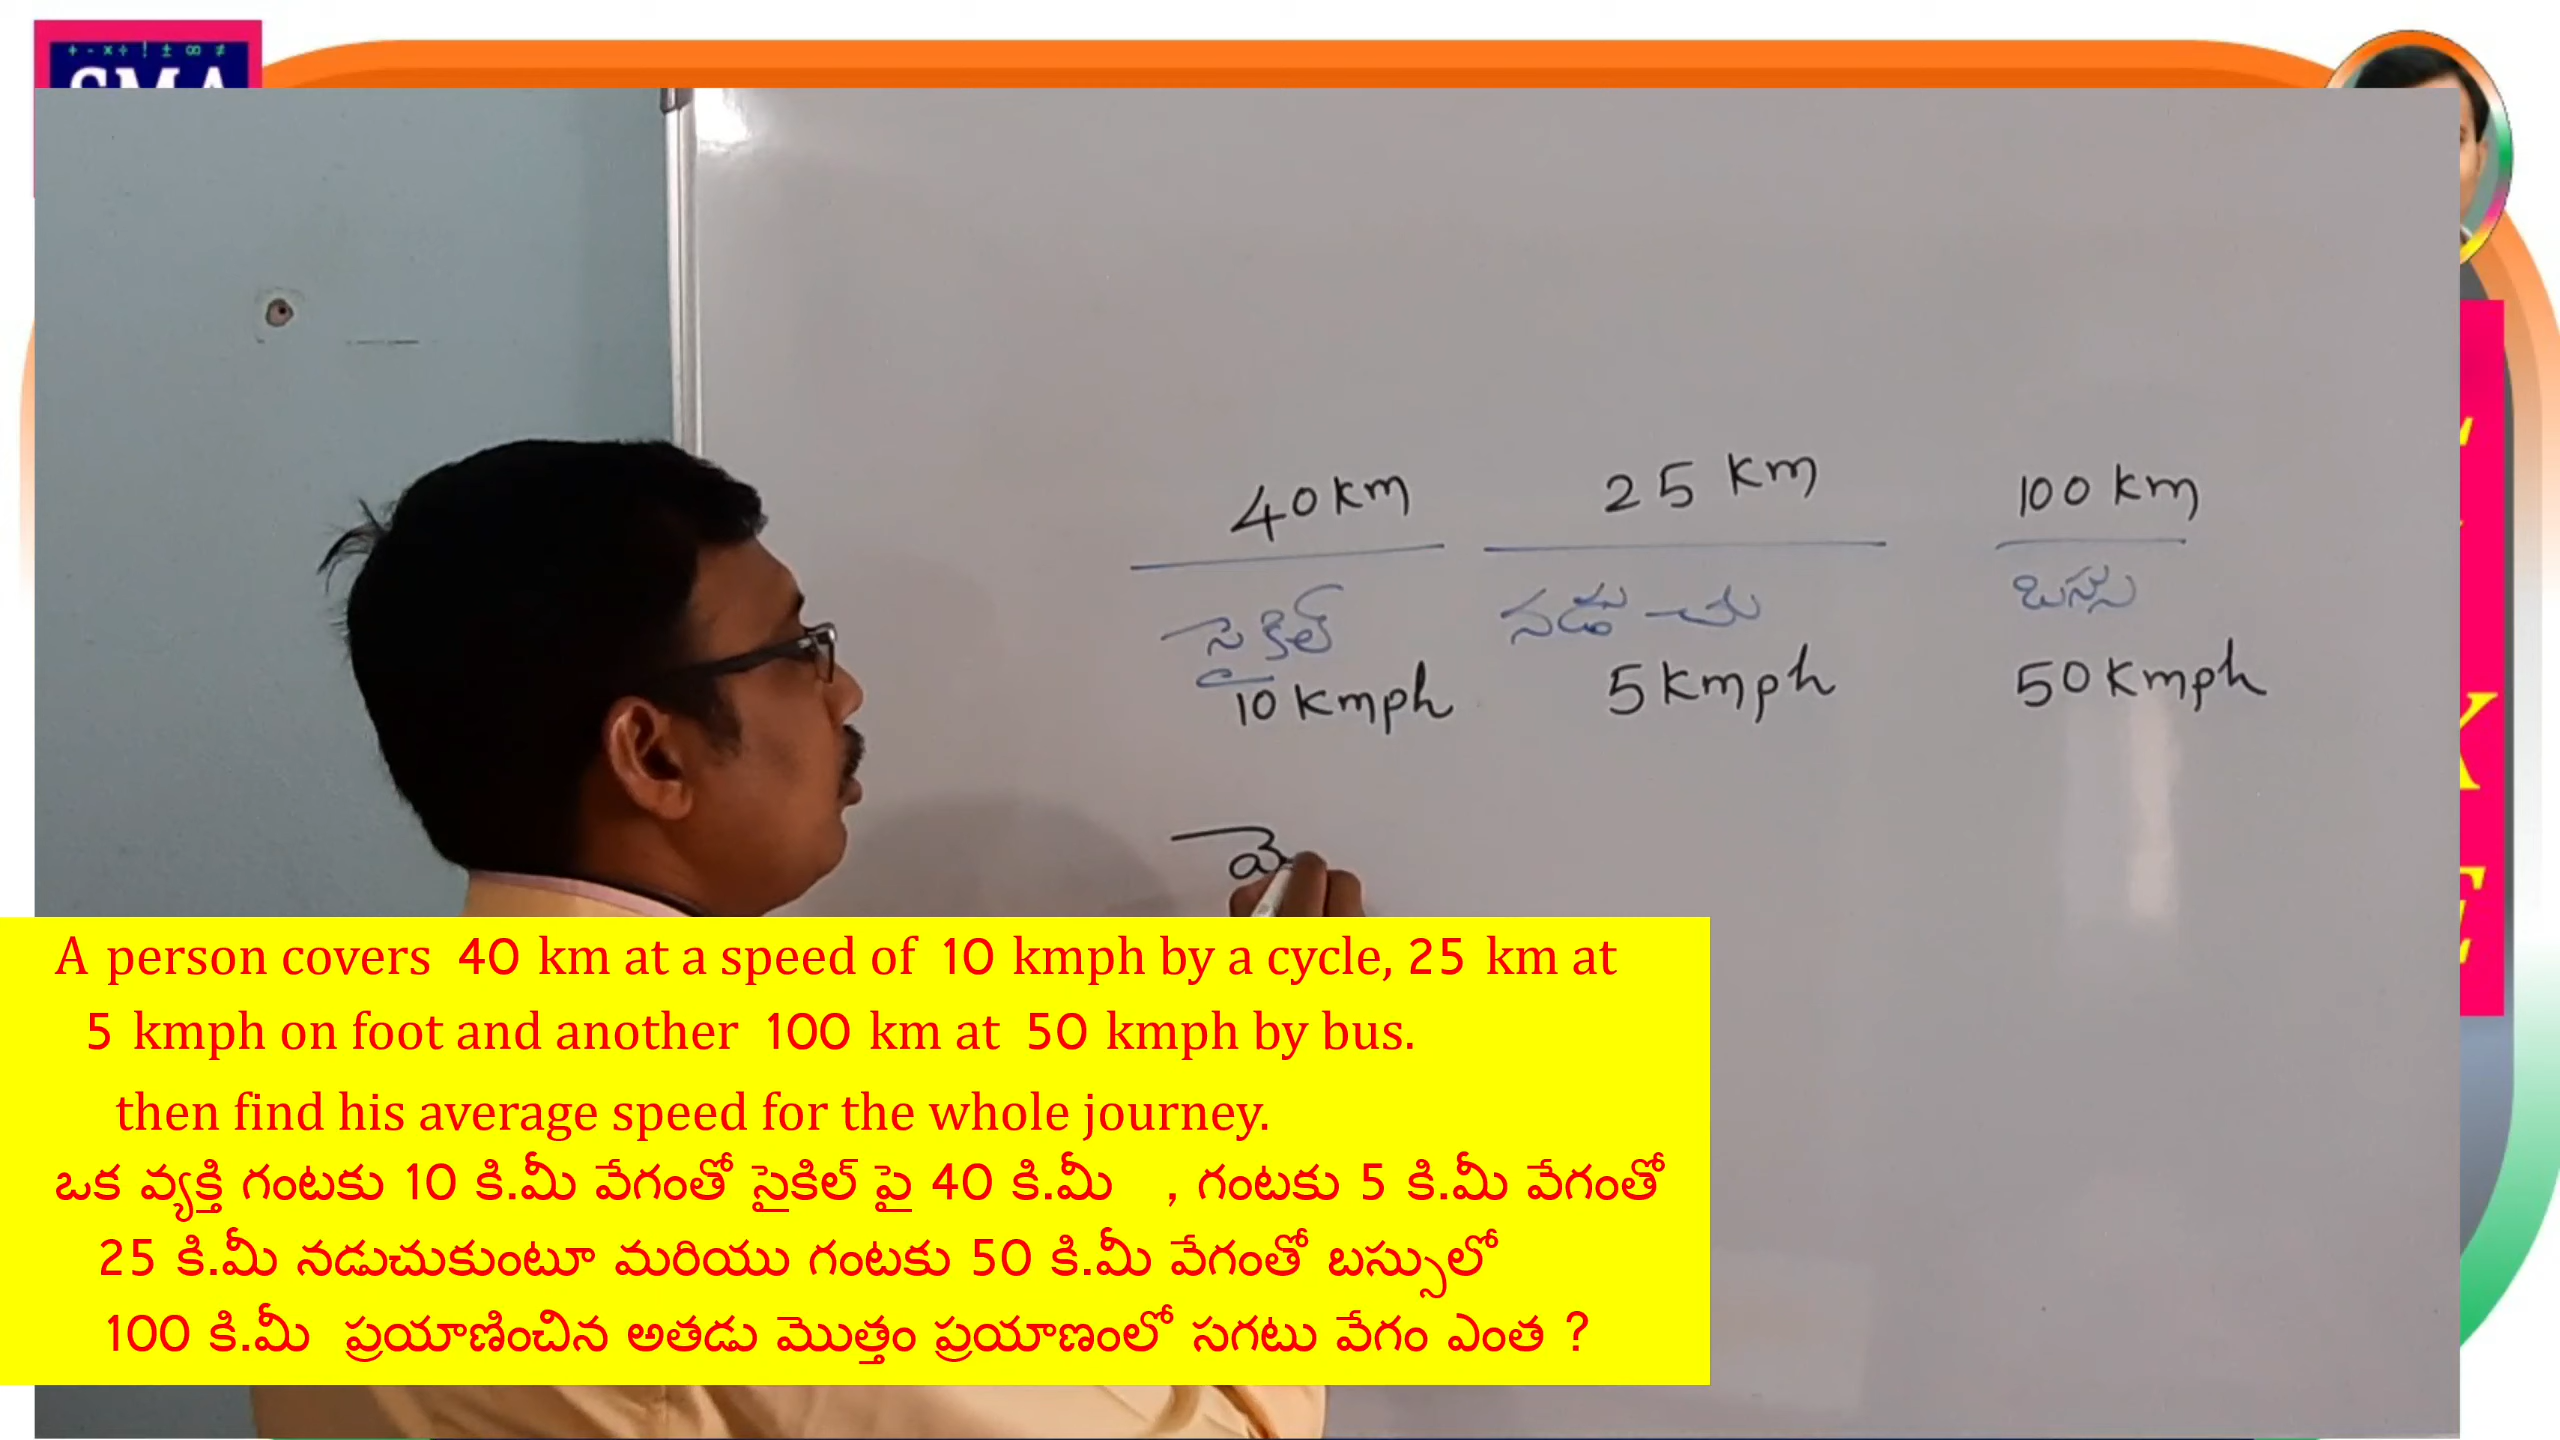 + - × ÷ ! ± ∞ ≠
SMA
40 km 25 km 100 km
సైకిల్ నడుచు బస్సు
10 kmph 5 kmph 50 kmph
A person covers 40 km at a speed of 10 kmph by a cycle, 25 km at
5 kmph on foot and another 100 km at 50 kmph by bus.
then find his average speed for the whole journey.
ఒక వ్యక్తి గంటకు 10 కి.మీ వేగంతో సైకిల్ పై 40 కి.మీ , గంటకు 5 కి.మీ వేగంతో
25 కి.మీ నడుచుకుంటూ మరియు గంటకు 50 కి.మీ వేగంతో బస్సులో
100 కి.మీ ప్రయాణించిన అతడు మొత్తం ప్రయాణంలో సగటు వేగం ఎంత ?